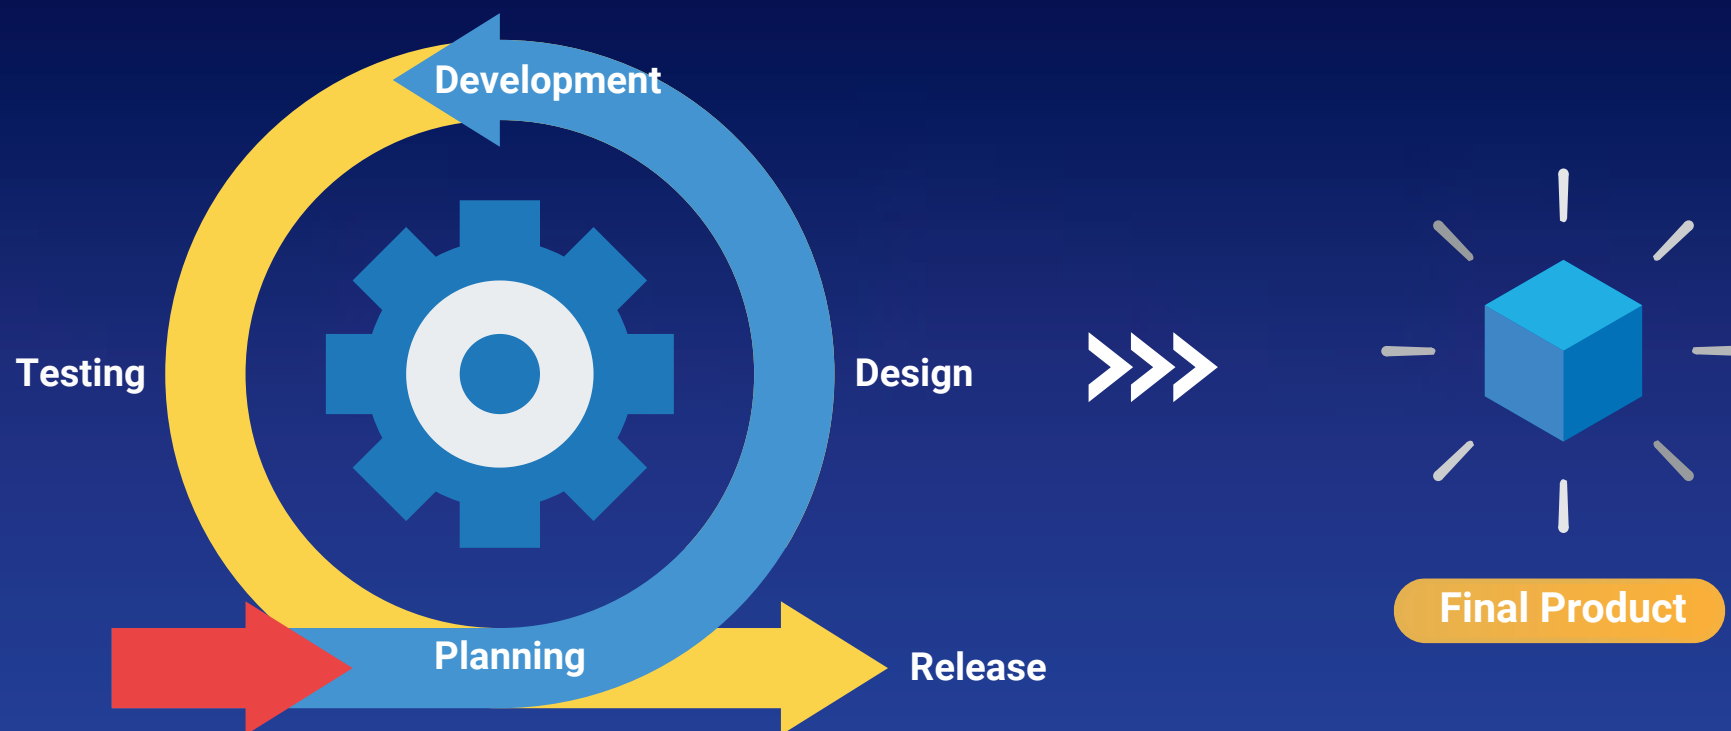 Development
Testing
Design
Planning
Release
Final Product